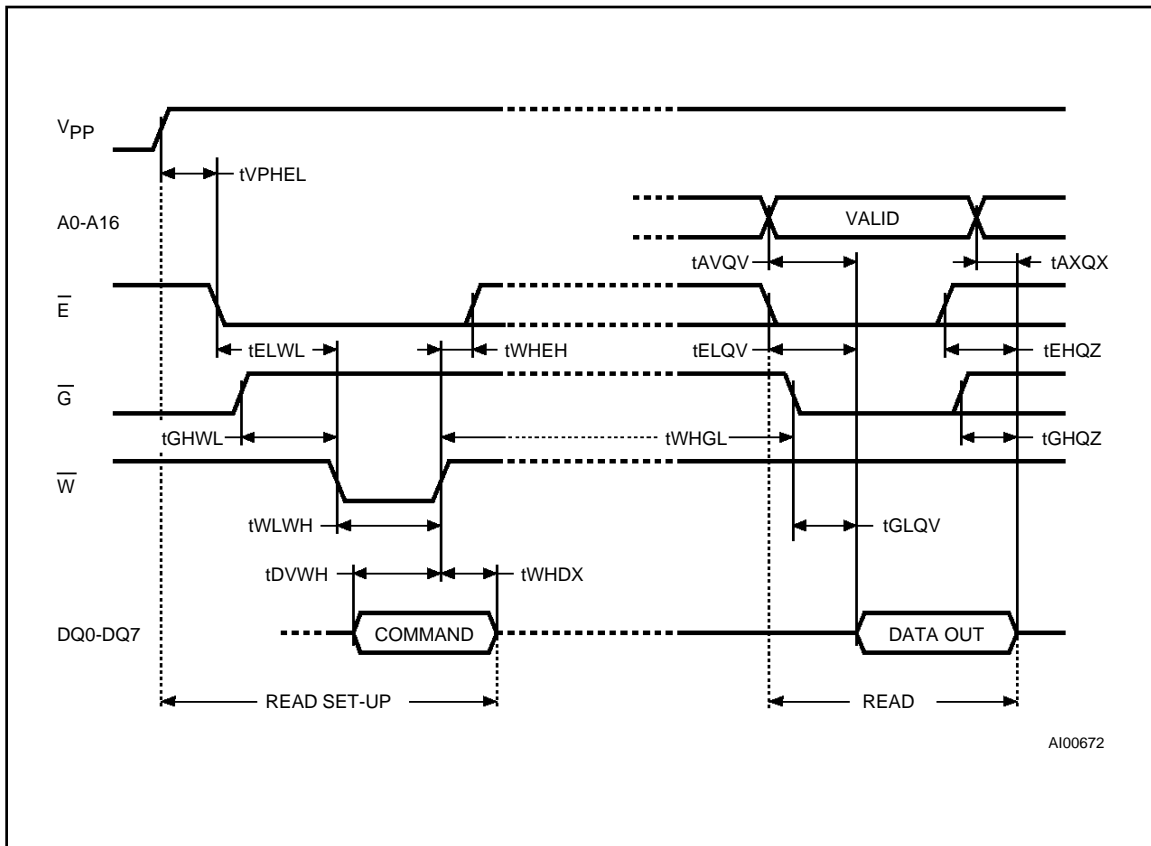 VPP
tVPHEL
A0-A16
VALID
tAVQV
tAXQX
E
tELWL
tWHEH
tELQV
tEHQZ
G
tGHWL
tWHGL
tGHQZ
W
tWLWH
tGLQV
tDVWH
tWHDX
DQ0-DQ7
COMMAND
DATA OUT
READ SET-UP
READ
AI00672